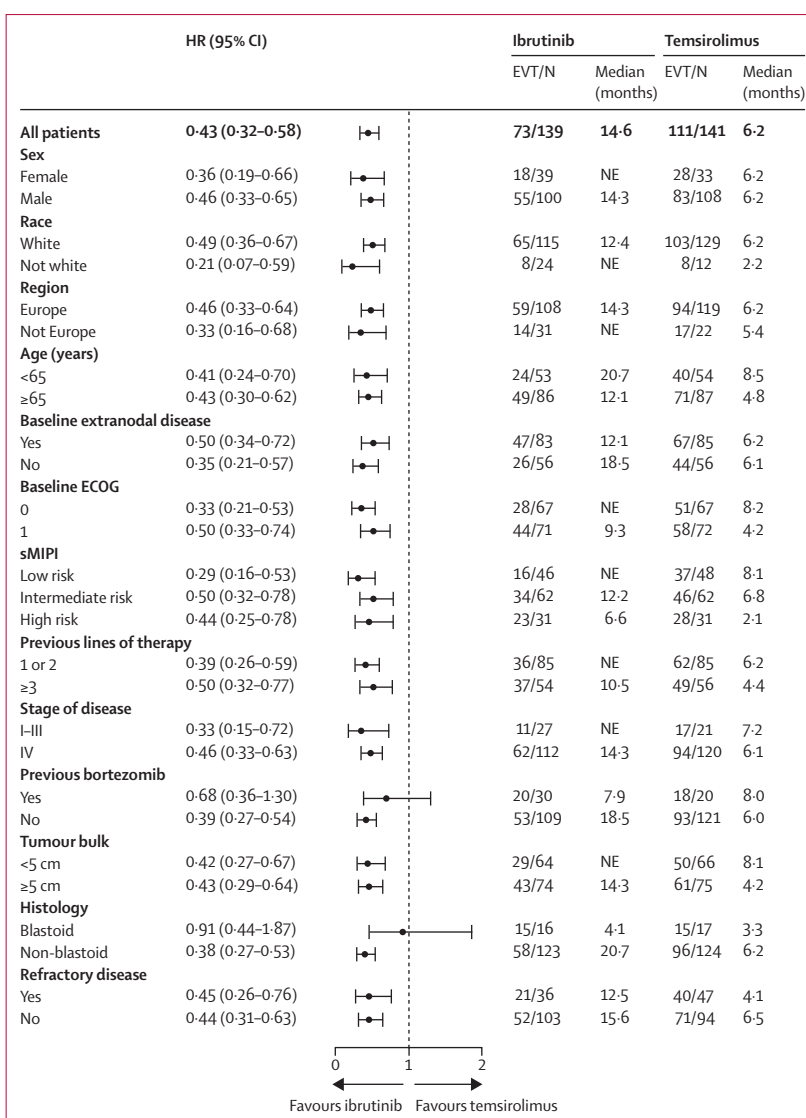 HR (95% CI) Ibrutinib Temsirolimus
EVT/N Median (months) EVT/N Median (months)
All patients 0·43 (0·32–0·58) 73/139 14·6 111/141 6·2
Sex
Female 0·36 (0·19–0·66) 18/39 NE 28/33 6·2
Male 0·46 (0·33–0·65) 55/100 14·3 83/108 6·2
Race
White 0·49 (0·36–0·67) 65/115 12·4 103/129 6·2
Not white 0·21 (0·07–0·59) 8/24 NE 8/12 2·2
Region
Europe 0·46 (0·33–0·64) 59/108 14·3 94/119 6·2
Not Europe 0·33 (0·16–0·68) 14/31 NE 17/22 5·4
Age (years)
<65 0·41 (0·24–0·70) 24/53 20·7 40/54 8·5
≥65 0·43 (0·30–0·62) 49/86 12·1 71/87 4·8
Baseline extranodal disease
Yes 0·50 (0·34–0·72) 47/83 12·1 67/85 6·2
No 0·35 (0·21–0·57) 26/56 18·5 44/56 6·1
Baseline ECOG
0 0·33 (0·21–0·53) 28/67 NE 51/67 8·2
1 0·50 (0·33–0·74) 44/71 9·3 58/72 4·2
sMIPI
Low risk 0·29 (0·16–0·53) 16/46 NE 37/48 8·1
Intermediate risk 0·50 (0·32–0·78) 34/62 12·2 46/62 6·8
High risk 0·44 (0·25–0·78) 23/31 6·6 28/31 2·1
Previous lines of therapy
1 or 2 0·39 (0·26–0·59) 36/85 NE 62/85 6·2
≥3 0·50 (0·32–0·77) 37/54 10·5 49/56 4·4
Stage of disease
I–III 0·33 (0·15–0·72) 11/27 NE 17/21 7·2
IV 0·46 (0·33–0·63) 62/112 14·3 94/120 6·1
Previous bortezomib
Yes 0·68 (0·36–1·30) 20/30 7·9 18/20 8·0
No 0·39 (0·27–0·54) 53/109 18·5 93/121 6·0
Tumour bulk
<5 cm 0·42 (0·27–0·67) 29/64 NE 50/66 8·1
≥5 cm 0·43 (0·29–0·64) 43/74 14·3 61/75 4·2
Histology
Blastoid 0·91 (0·44–1·87) 15/16 4·1 15/17 3·3
Non-blastoid 0·38 (0·27–0·53) 58/123 20·7 96/124 6·2
Refractory disease
Yes 0·45 (0·26–0·76) 21/36 12·5 40/47 4·1
No 0·44 (0·31–0·63) 52/103 15·6 71/94 6·5
0 1 2
Favours ibrutinib Favours temsirolimus